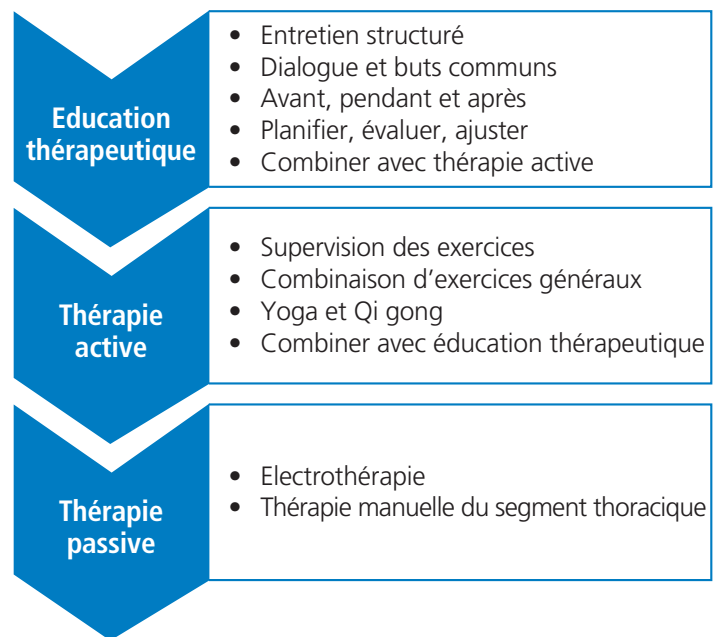 Education
thérapeutique
• Entretien structuré
• Dialogue et buts communs
• Avant, pendant et après
• Planifier, évaluer, ajuster
• Combiner avec thérapie active
Thérapie
active
• Supervision des exercices
• Combinaison d’exercices généraux
• Yoga et Qi gong
• Combiner avec éducation thérapeutique
Thérapie
passive
• Electrothérapie
• Thérapie manuelle du segment thoracique